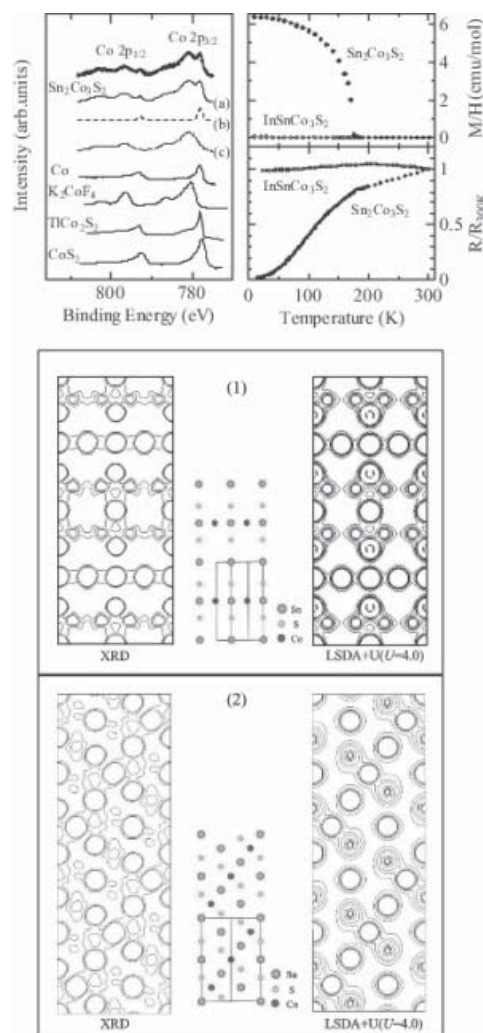 Intensity (arb.units)
Co 2p1/2
Co 2p3/2
Sn2Co3S2
(a)
(b)
(c)
Co
K2CoF4
TlCo2S2
CoS2
800
780
Binding Energy (eV)
Sn2Co3S2
InSnCo3S2
6
4
2
0
M/H (emu/mol)
InSnCo3S2
Sn2Co3S2
1
0.5
0
R/R300K
0
100
200
300
Temperature (K)
(1)
Sn
S
Co
XRD
LSDA+U(U=4.0)
(2)
Sn
S
Co
XRD
LSDA+U(U=4.0)